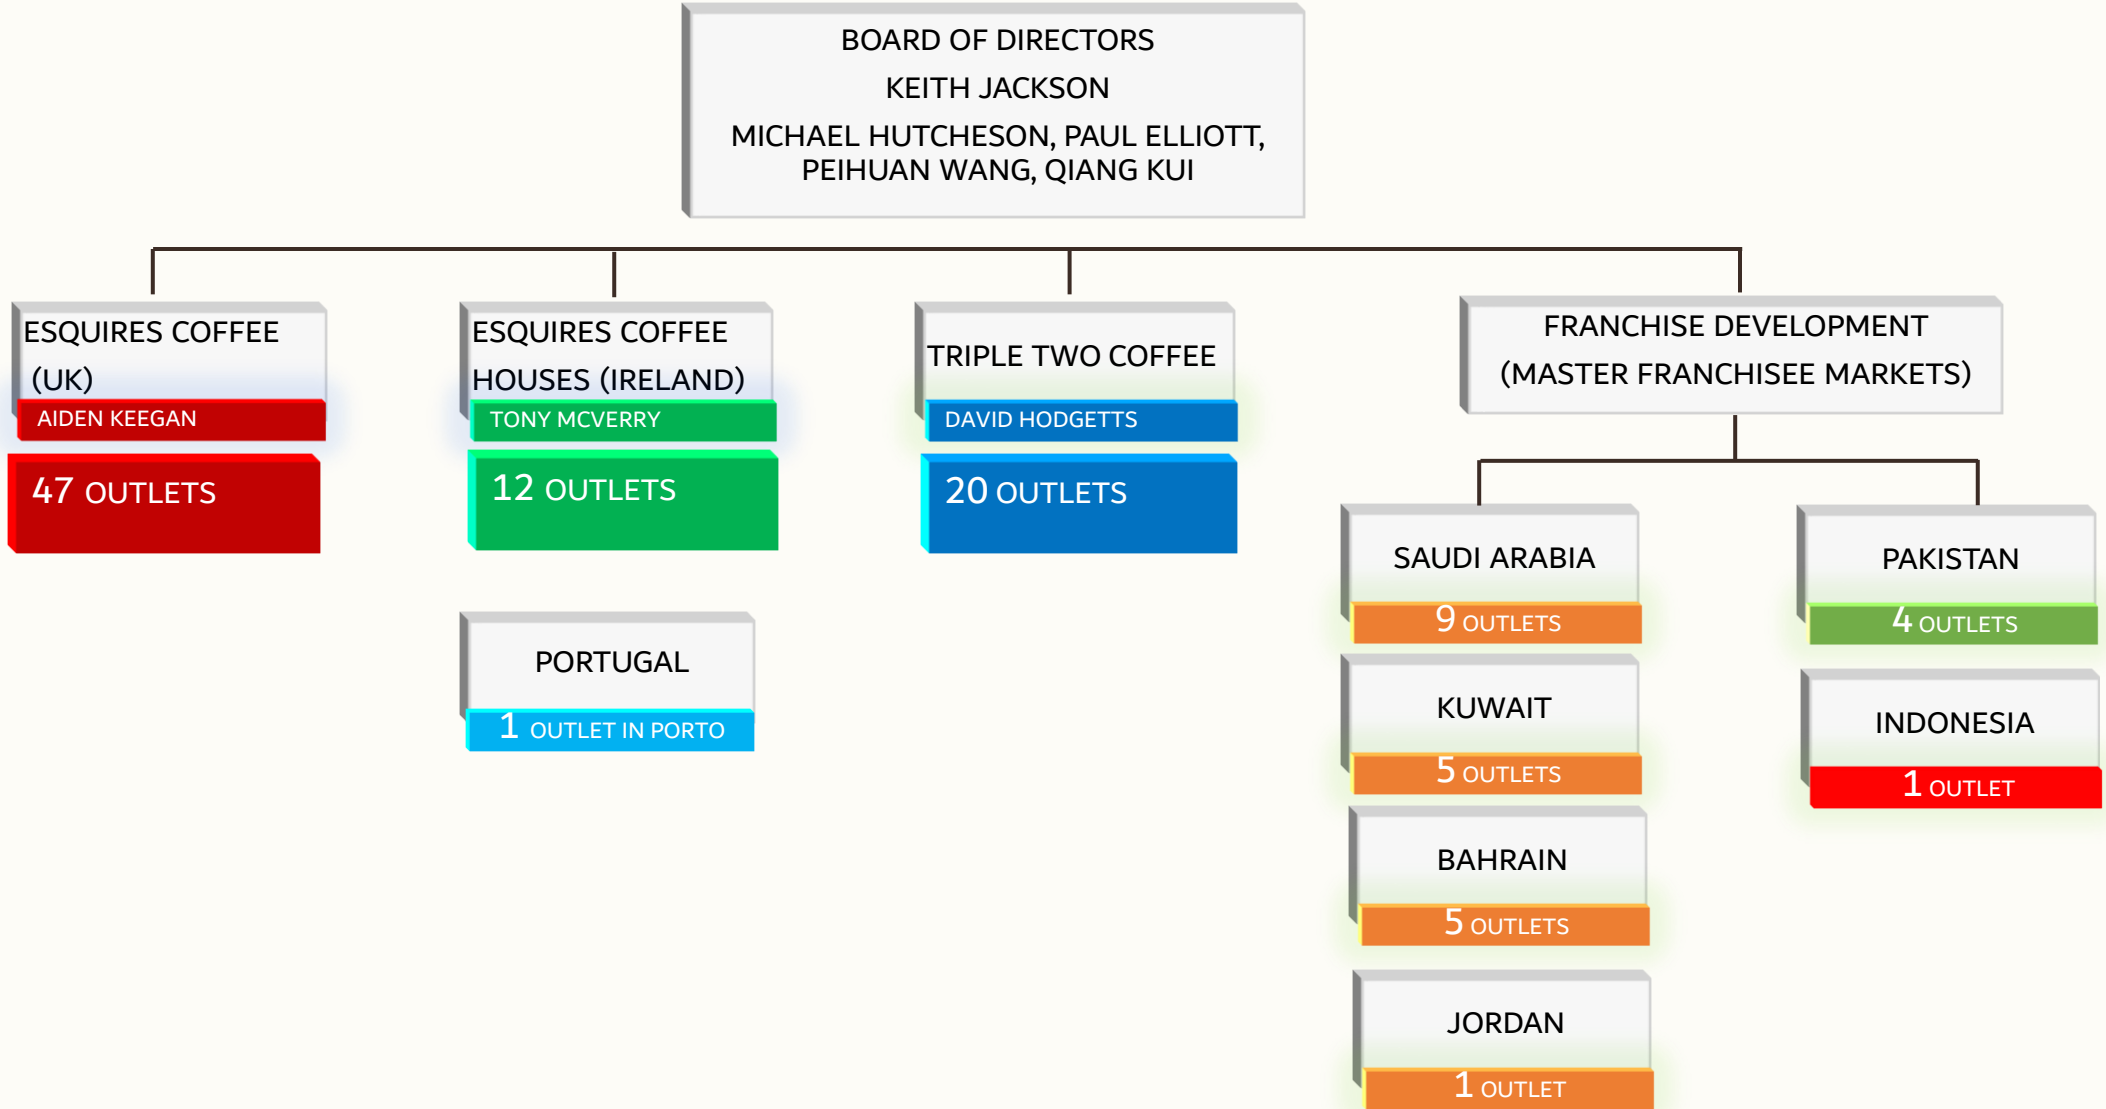 BOARD OF DIRECTORS
KEITH JACKSON
MICHAEL HUTCHESON, PAUL ELLIOTT,
PEIHUAN WANG, QIANG KUI
ESQUIRES COFFEE
(UK)
AIDEN KEEGAN
47 OUTLETS
ESQUIRES COFFEE
HOUSES (IRELAND)
TONY MCVERRY
12 OUTLETS
PORTUGAL
1 OUTLET IN PORTO
TRIPLE TWO COFFEE
DAVID HODGETTS
20 OUTLETS
FRANCHISE DEVELOPMENT
(MASTER FRANCHISEE MARKETS)
SAUDI ARABIA
9 OUTLETS
KUWAIT
5 OUTLETS
BAHRAIN
5 OUTLETS
JORDAN
1 OUTLET
PAKISTAN
4 OUTLETS
INDONESIA
1 OUTLET